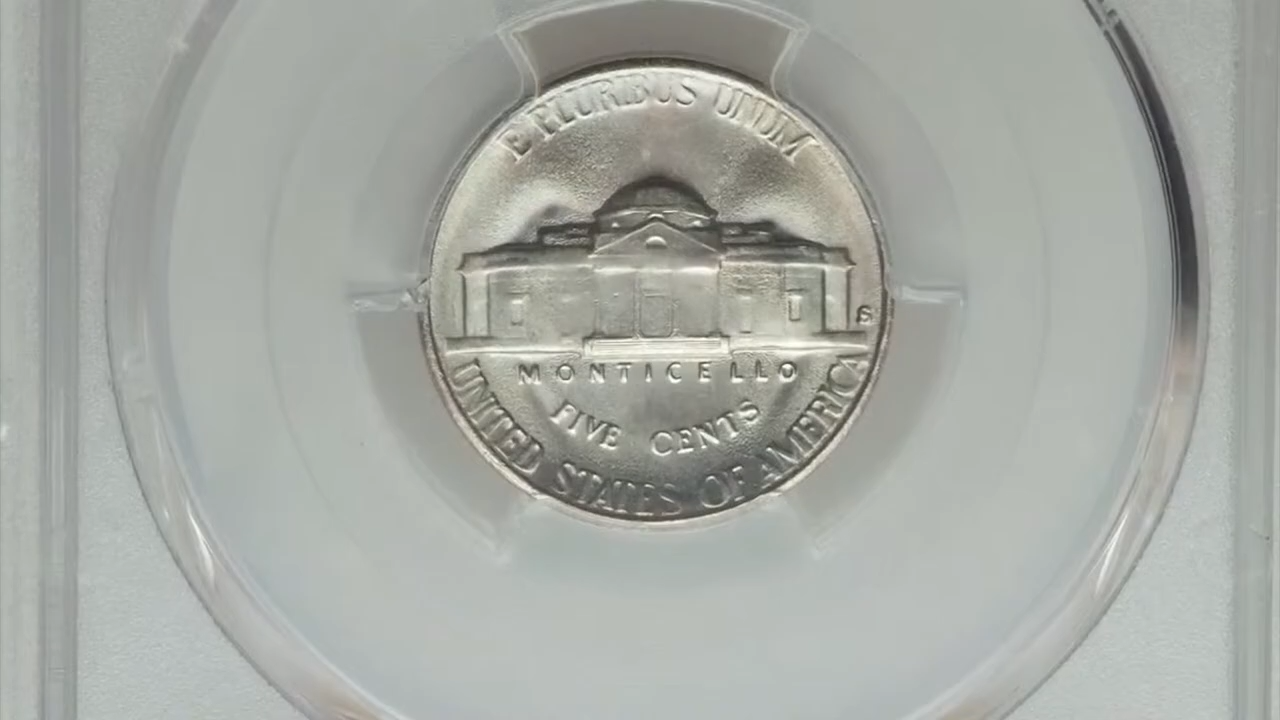 E PLURIBUS UNUM
S
MONTICELLO
FIVE CENTS
UNITED STATES OF AMERICA